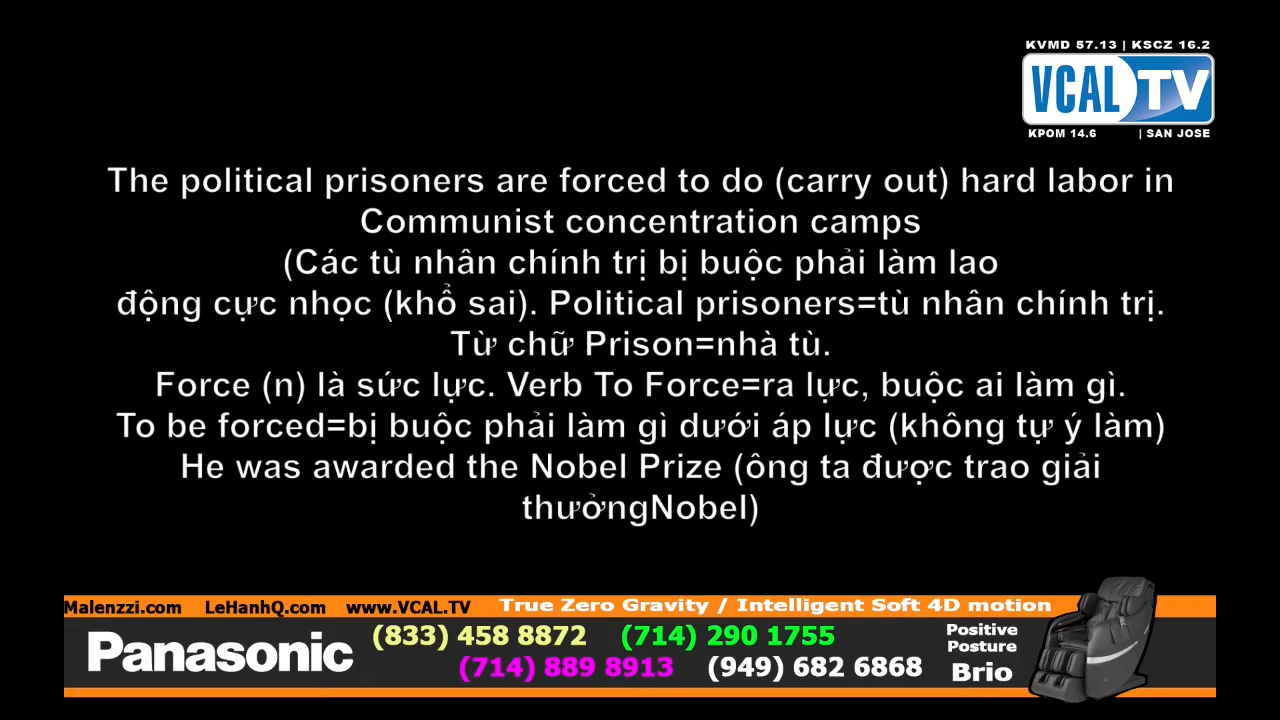 KVMD 57.13 | KSCZ 16.2
VCAL TV
KPOM 14.6 | SAN JOSE
The political prisoners are forced to do (carry out) hard labor in
Communist concentration camps
(Các tù nhân chính trị bị buộc phải làm lao
động cực nhọc (khổ sai). Political prisoners=tù nhân chính trị.
Từ chữ Prison=nhà tù.
Force (n) là sức lực. Verb To Force=ra lực, buộc ai làm gì.
To be forced=bị buộc phải làm gì dưới áp lực (không tự ý làm)
He was awarded the Nobel Prize (ông ta được trao giải
thưởngNobel)
Malenzzi.com LeHanhQ.com www.VCAL.TV True Zero Gravity / Intelligent Soft 4D motion
Panasonic
(833) 458 8872 (714) 290 1755
(714) 889 8913 (949) 682 6868
Positive
Posture
Brio